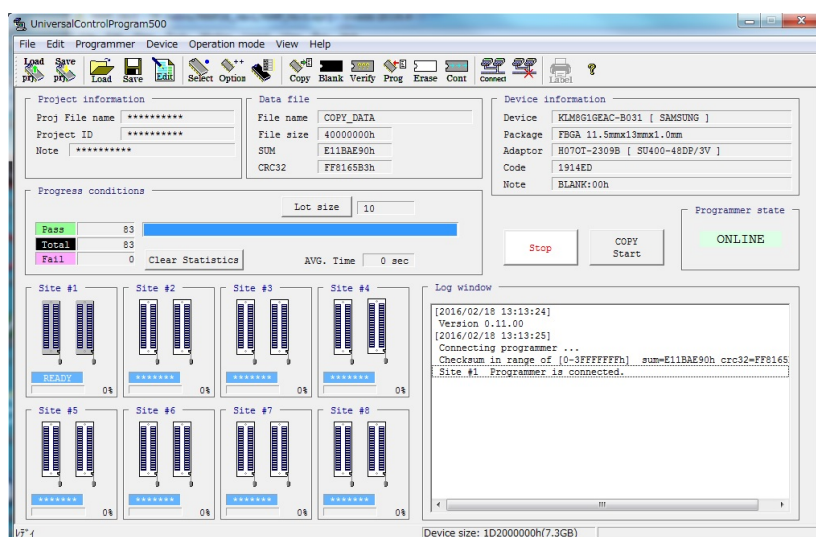 UniversalControlProgram500
File Edit Programmer Device Operation mode View Help
Load prj Save prj Load Save Edit Select Option Copy Blank Verify Prog Erase Cont Connect Label ?
Project information
Proj File name **********
Project ID **********
Note **********
Data file
File name COPY_DATA
File size 40000000h
SUM E11BAE90h
CRC32 FF8165B3h
Device information
Device KLM8G1GEAC-B031 [ SAMSUNG ]
Package FBGA 11.5mmx13mmx1.0mm
Adaptor H070T-2309B [ SU400-48DP/3V ]
Code 1914ED
Note BLANK:00h
Progress conditions
Lot size 10
Pass 83
Total 83
Fail 0 Clear Statistics AVG. Time 0 sec
Stop
COPY Start
Programmer state
ONLINE
Site #1 Site #2 Site #3 Site #4
READY ******* ******* *******
0% 0% 0% 0%
Site #5 Site #6 Site #7 Site #8
******* ******* ******* *******
0% 0% 0% 0%
Log window
[2016/02/18 13:13:24]
Version 0.11.00
[2016/02/18 13:13:25]
Connecting programmer ...
Checksum in range of [0-3FFFFFFFh] sum=E11BAE90h crc32=FF8165
Site #1 Programmer is connected.
ﾚﾃﾞｨ
Device size: 1D2000000h(7.3GB)